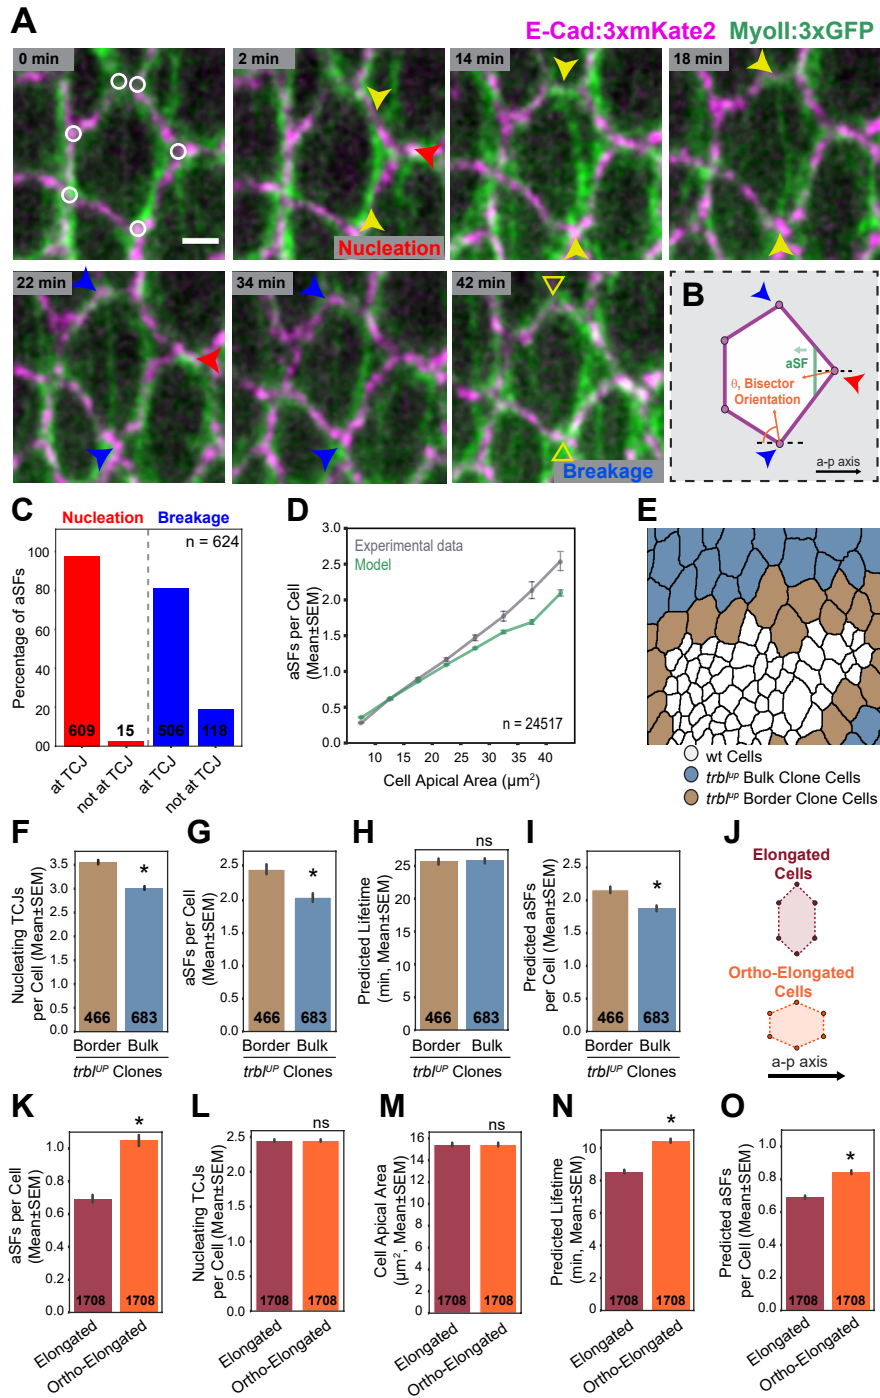 A
E-Cad:3xmKate2 MyoII:3xGFP
0 min
2 min
14 min
18 min
Nucleation
22 min
34 min
42 min
Breakage
B
aSF
θ, Bisector
Orientation
a-p axis
C
Nucleation
Breakage
n = 624
Percentage of aSFs
100
80
60
40
20
00
609
15
506
118
at TCJ
not at TCJ
at TCJ
not at TCJ
D
Experimental data
Model
aSFs per Cell
(Mean±SEM)
3.0
2.5
2.0
1.5
1.0
0.5
0.0
n = 24517
10 15 20 25 30 35 40
Cell Apical Area (µm²)
E
wt Cells
trblᵘᵖ Bulk Clone Cells
trblᵘᵖ Border Clone Cells
F
Nucleating TCJs
per Cell (Mean±SEM)
3.5
3.0
2.5
2.0
1.5
1.0
0.5
0.0
*
466
683
Border Bulk
trblᵁᴾ Clones
G
aSFs per Cell
(Mean±SEM)
2.5
2.0
1.5
1.0
0.5
0.0
*
466
683
Border Bulk
trblᵁᴾ Clones
H
Predicted Lifetime
(min, Mean±SEM)
25
20
15
10
5
0
ns
466
683
Border Bulk
trblᵁᴾ Clones
I
Predicted aSFs
per Cell (Mean±SEM)
2.5
2.0
1.5
1.0
0.5
0.0
*
466
683
Border Bulk
trblᵁᴾ Clones
J
Elongated
Cells
Ortho-Elongated
Cells
a-p axis
K
aSFs per Cell
(Mean±SEM)
1.0
0.8
0.6
0.4
0.2
0.0
*
1708
1708
Elongated
Ortho-Elongated
L
Nucleating TCJs
per Cell (Mean±SEM)
2.5
2.0
1.5
1.0
0.5
0.0
ns
1708
1708
Elongated
Ortho-Elongated
M
Cell Apical Area
(µm², Mean±SEM)
16
14
12
10
8
6
4
2
0
ns
1708
1708
Elongated
Ortho-Elongated
N
Predicted Lifetime
(min, Mean±SEM)
10
8
6
4
2
0
*
1708
1708
Elongated
Ortho-Elongated
O
Predicted aSFs
per Cell (Mean±SEM)
1.0
0.8
0.6
0.4
0.2
0.0
*
1708
1708
Elongated
Ortho-Elongated